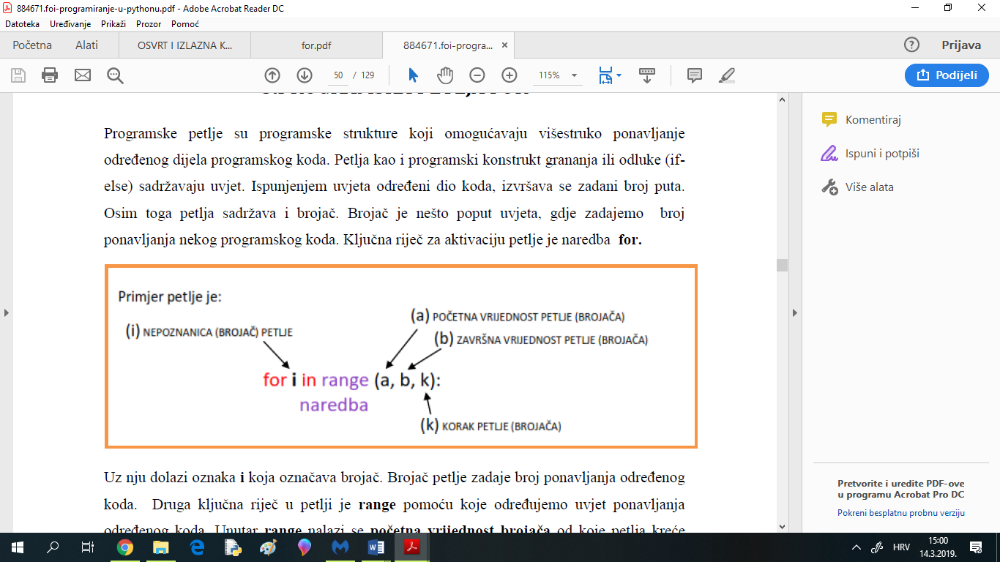 884671.foi-programiranje-u-pythonu.pdf - Adobe Acrobat Reader DC
Datoteka Uređivanje Prikaži Prozor Pomoć
Početna Alati OSVRT I IZLAZNA K... for.pdf 884671.foi-progra... Prijava
50 / 129 115% Podijeli
Programske petlje su programske strukture koji omogućavaju višestruko ponavljanje
određenog dijela programskog koda. Petlja kao i programski konstrukt grananja ili odluke (if-
else) sadržavaju uvjet. Ispunjenjem uvjeta određeni dio koda, izvršava se zadani broj puta.
Osim toga petlja sadržava i brojač. Brojač je nešto poput uvjeta, gdje zadajemo broj
ponavljanja nekog programskog koda. Ključna riječ za aktivaciju petlje je naredba for.
Primjer petlje je:
(a) POČETNA VRIJEDNOST PETLJE (BROJAČA)
(i) NEPOZNANICA (BROJAČ) PETLJE
(b) ZAVRŠNA VRIJEDNOST PETLJE (BROJAČA)
for i in range (a, b, k):
naredba
(k) KORAK PETLJE (BROJAČA)
Uz nju dolazi oznaka i koja označava brojač. Brojač petlje zadaje broj ponavljanja određenog
koda. Druga ključna riječ u petlji je range pomoću koje određujemo uvjet ponavljanja
određenog koda. Unutar range nalazi se početna vrijednost brojača od koje petlja kreće
Komentiraj
Ispuni i potpiši
Više alata
Pretvorite i uredite PDF-ove
u programu Acrobat Pro DC
Pokreni besplatnu probnu verziju
HRV
15:00
14.3.2019.